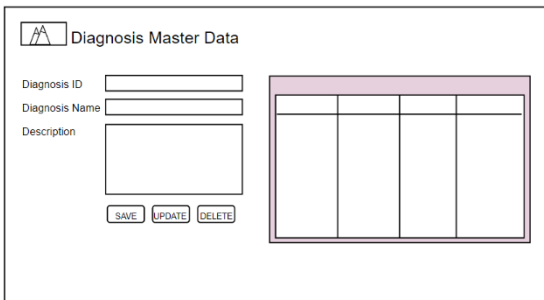 Diagnosis Master Data
Diagnosis ID
Diagnosis Name
Description
SAVE UPDATE DELETE